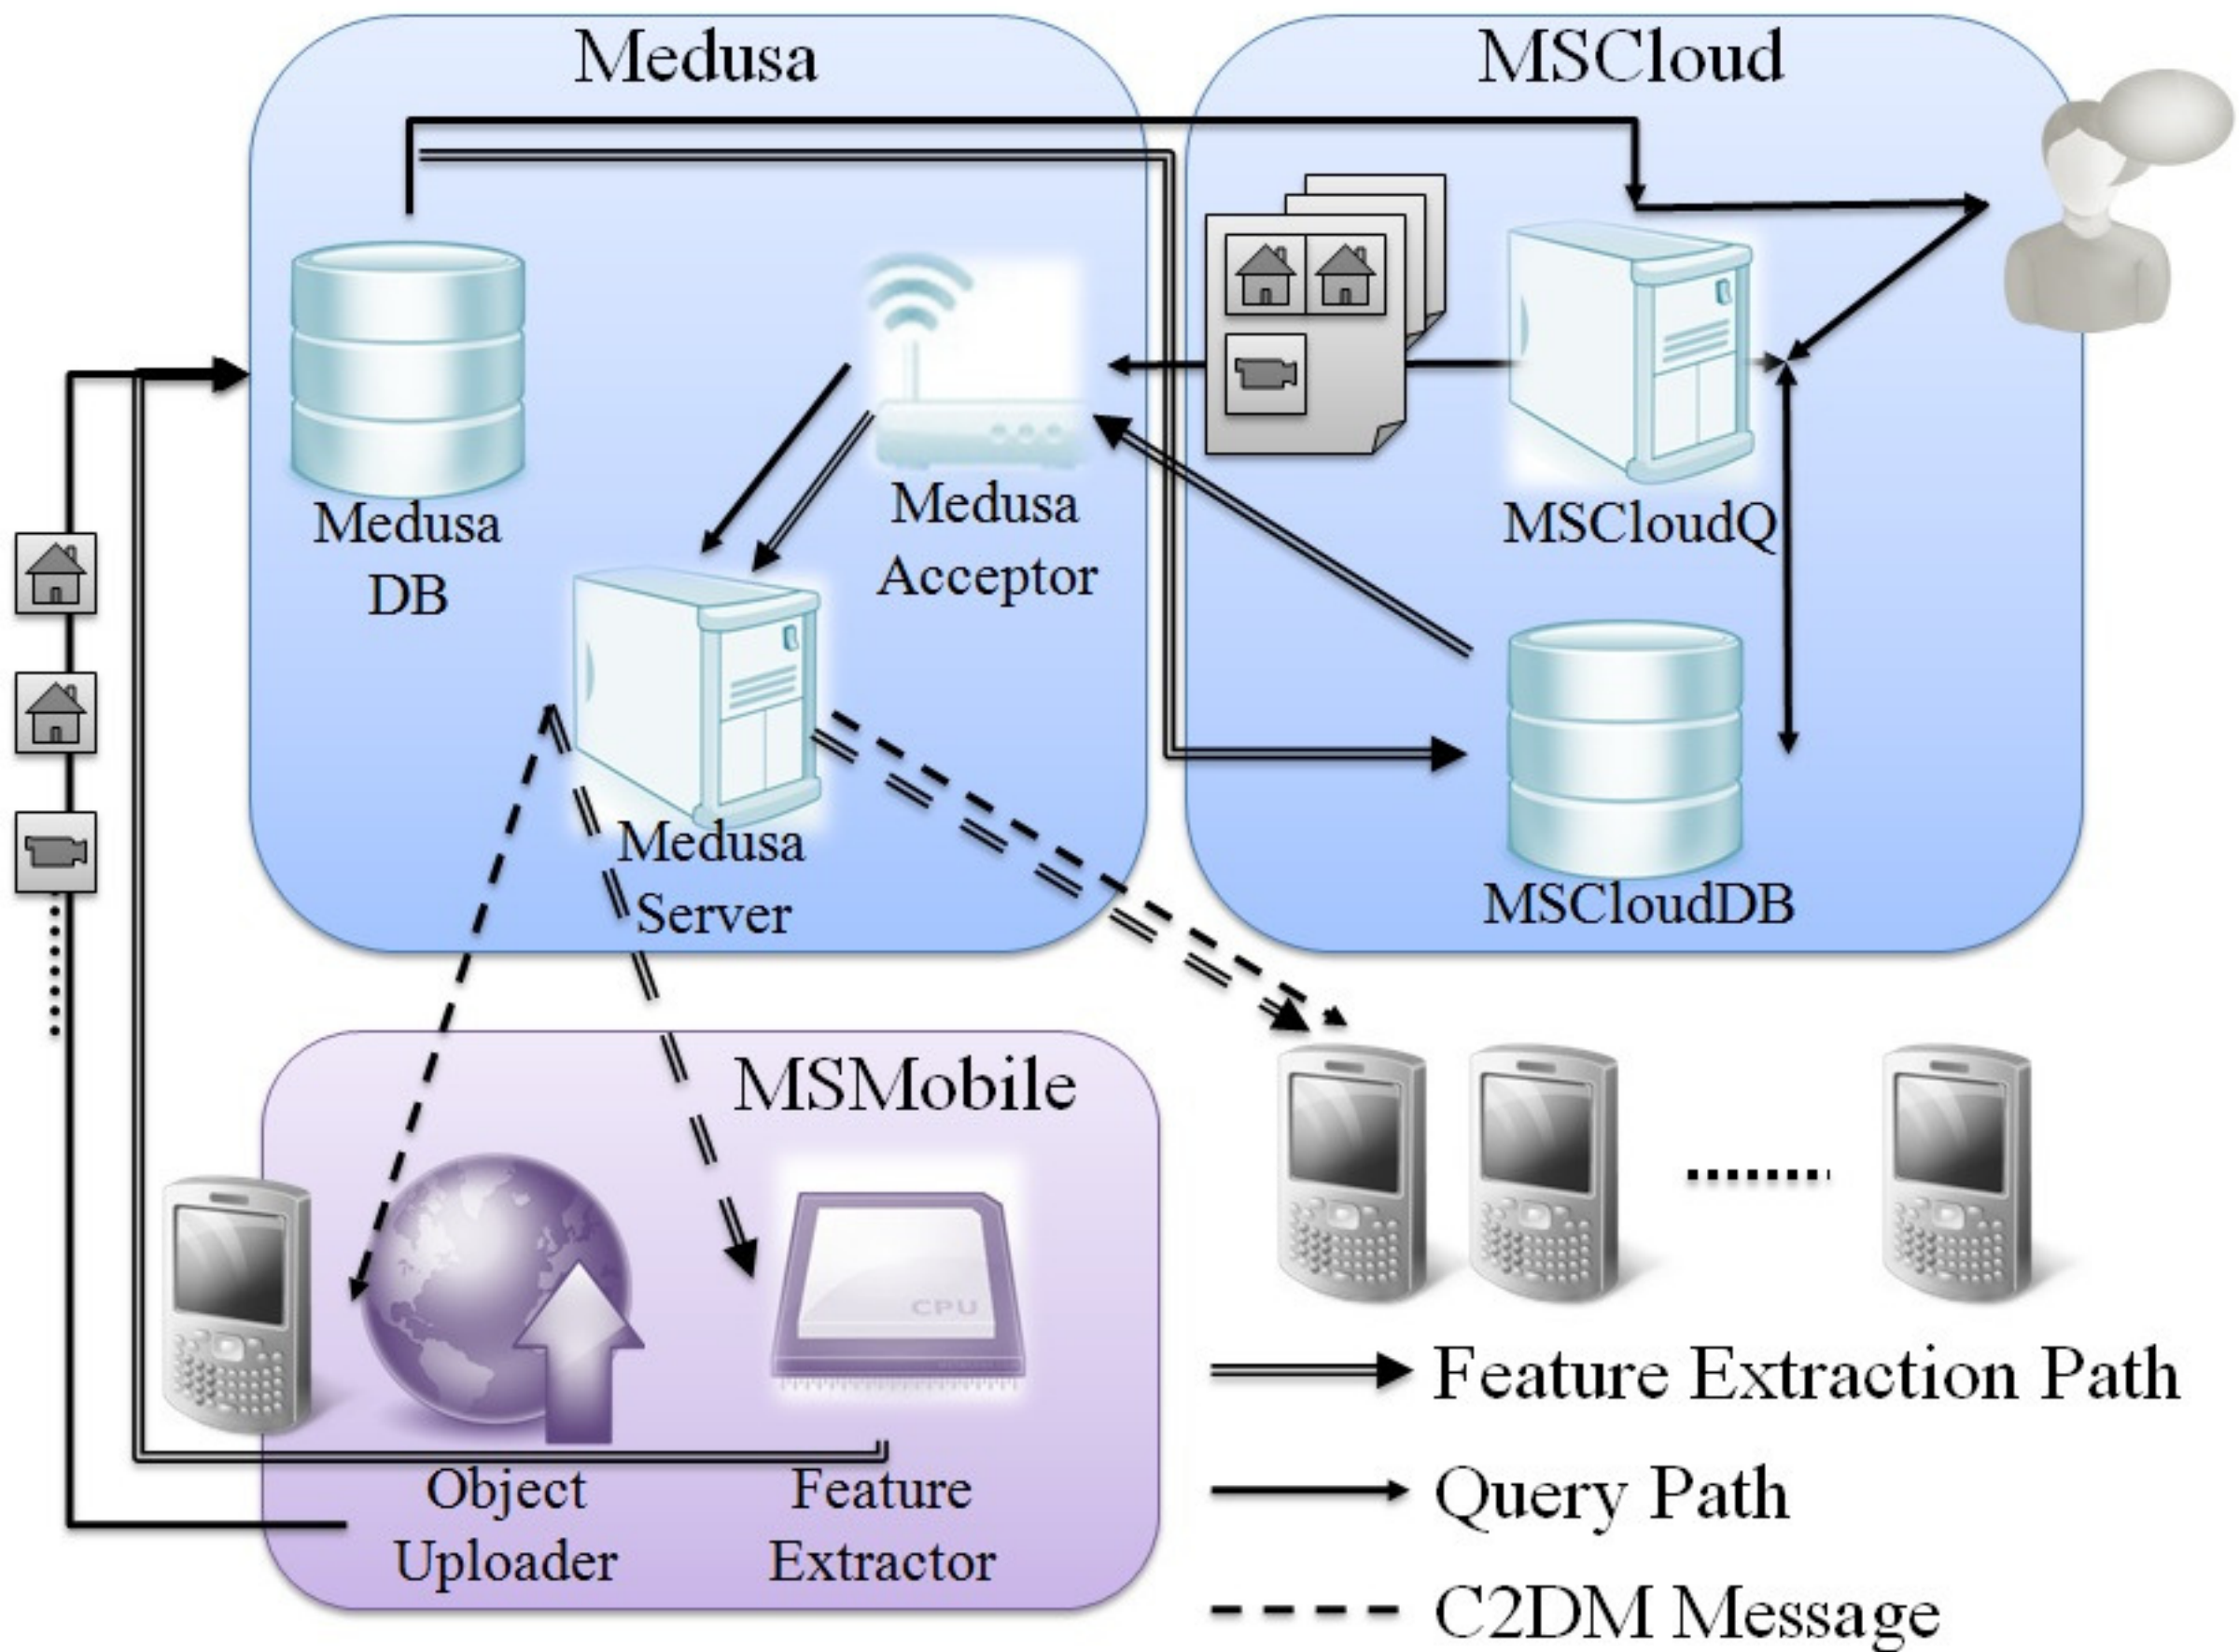 Medusa
MSCloud
Medusa
DB
Medusa
Acceptor
MSCloudQ
Medusa
Server
MSCloudDB
MSMobile
CPU
Object
Uploader
Feature
Extractor
Feature Extraction Path
Query Path
C2DM Message